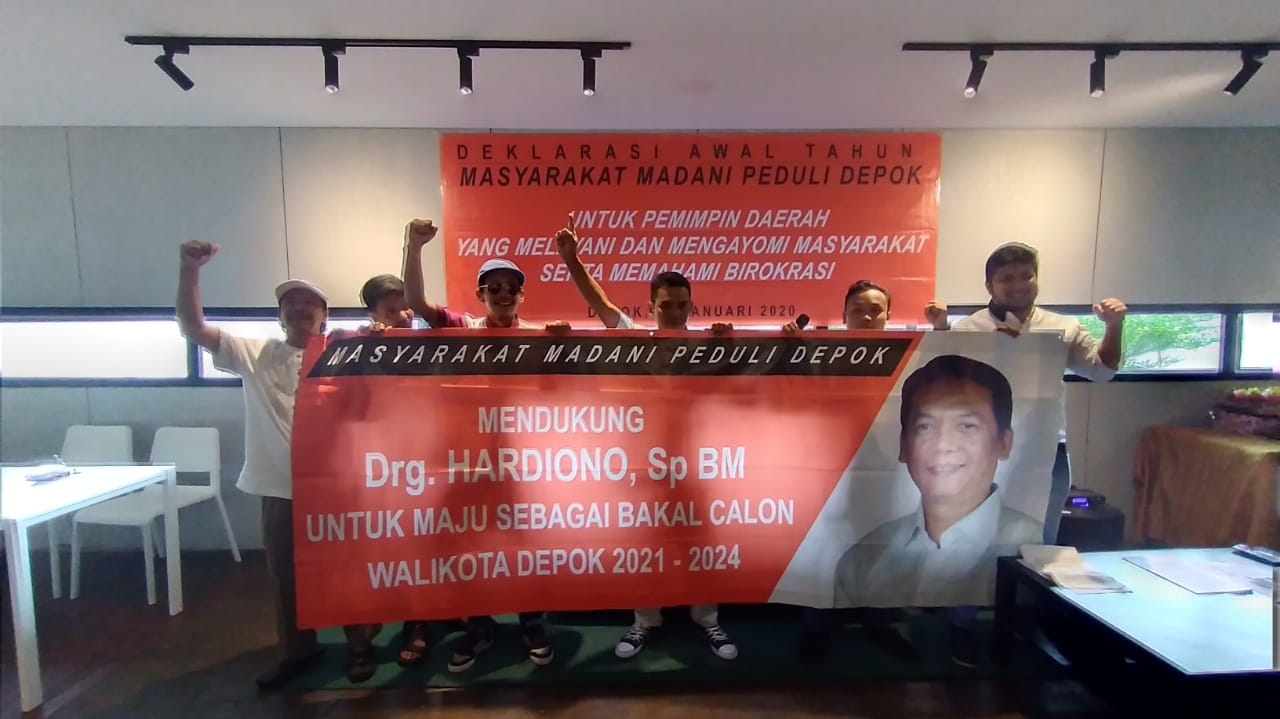 DEKLARASI AWAL TAHUN
MASYARAKAT MADANI PEDULI DEPOK
UNTUK PEMIMPIN DAERAH
YANG MELAYANI DAN MENGAYOMI MASYARAKAT
SERTA MEMAHAMI BIROKRASI
DEPOK, JANUARI 2020
MASYARAKAT MADANI PEDULI DEPOK
MENDUKUNG
Drg. HARDIONO, Sp BM
UNTUK MAJU SEBAGAI BAKAL CALON
WALIKOTA DEPOK 2021 - 2024